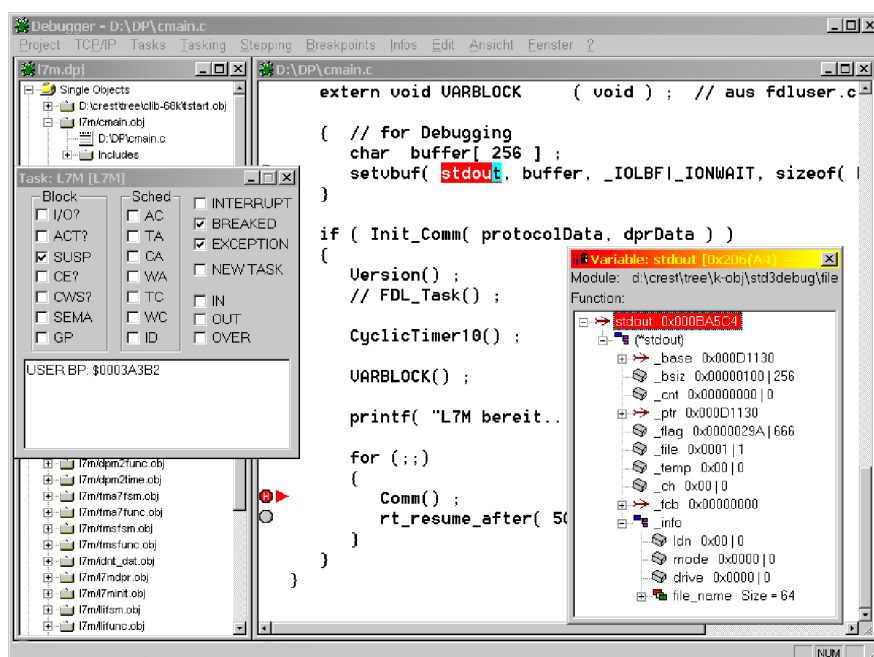 Debugger - D:\DP\cmain.c
Project TCP/IP Tasks Tasking Stepping Breakpoints Infos Edit Ansicht Fenster ?
l7m.dpj
Single Objects
D:\crest\tree\clib-68k\tstart.obj
l7m/cmain.obj
D:\DP\cmain.c
Includes
Task: L7M [L7M]
Block
I/O?
ACT?
SUSP
CE?
CWS?
SEMA
GP
Sched
AC
TA
CA
WA
TC
WC
ID
INTERRUPT
BREAKED
EXCEPTION
NEW TASK
IN
OUT
OVER
USER BP: $0003A3B2
l7m/dpm2func.obj
l7m/dpm2time.obj
l7m/fma7fsm.obj
l7m/fma7func.obj
l7m/fmsfsm.obj
l7m/fmsfunc.obj
l7m/idnt_dat.obj
l7m/l7mdpr.obj
l7m/l7minit.obj
l7m/llifsm.obj
l7m/llifunc.obj
D:\DP\cmain.c
extern void VARBLOCK ( void ) ; // aus fdluser.c
{ // for Debugging
char buffer[ 256 ] ;
setvbuf( stdout, buffer, _IOLBF|_IONWAIT, sizeof(
}
if ( Init_Comm( protocolData, dprData ) )
{
Version() ;
// FDL_Task() ;
CyclicTimer10() ;
VARBLOCK() ;
printf( "L7M bereit..
for (;;)
{
Comm() ;
rt_resume_after( 50
}
}
}
Variable: stdout [0x206(A4)
Module: d:\crest\tree\k-obj\std3debug\file
Function:
stdout 0x000BA5C4
(*stdout)
_base 0x000D1130
_bsiz 0x00000100 | 256
_cnt 0x00000000 | 0
_ptr 0x000D1130
_flag 0x0000029A | 666
_file 0x0001 | 1
_temp 0x00 | 0
_ch 0x00 | 0
_fcb 0x00000000
_info
ldn 0x00 | 0
mode 0x0000 | 0
drive 0x0000 | 0
file_name Size = 64
NUM